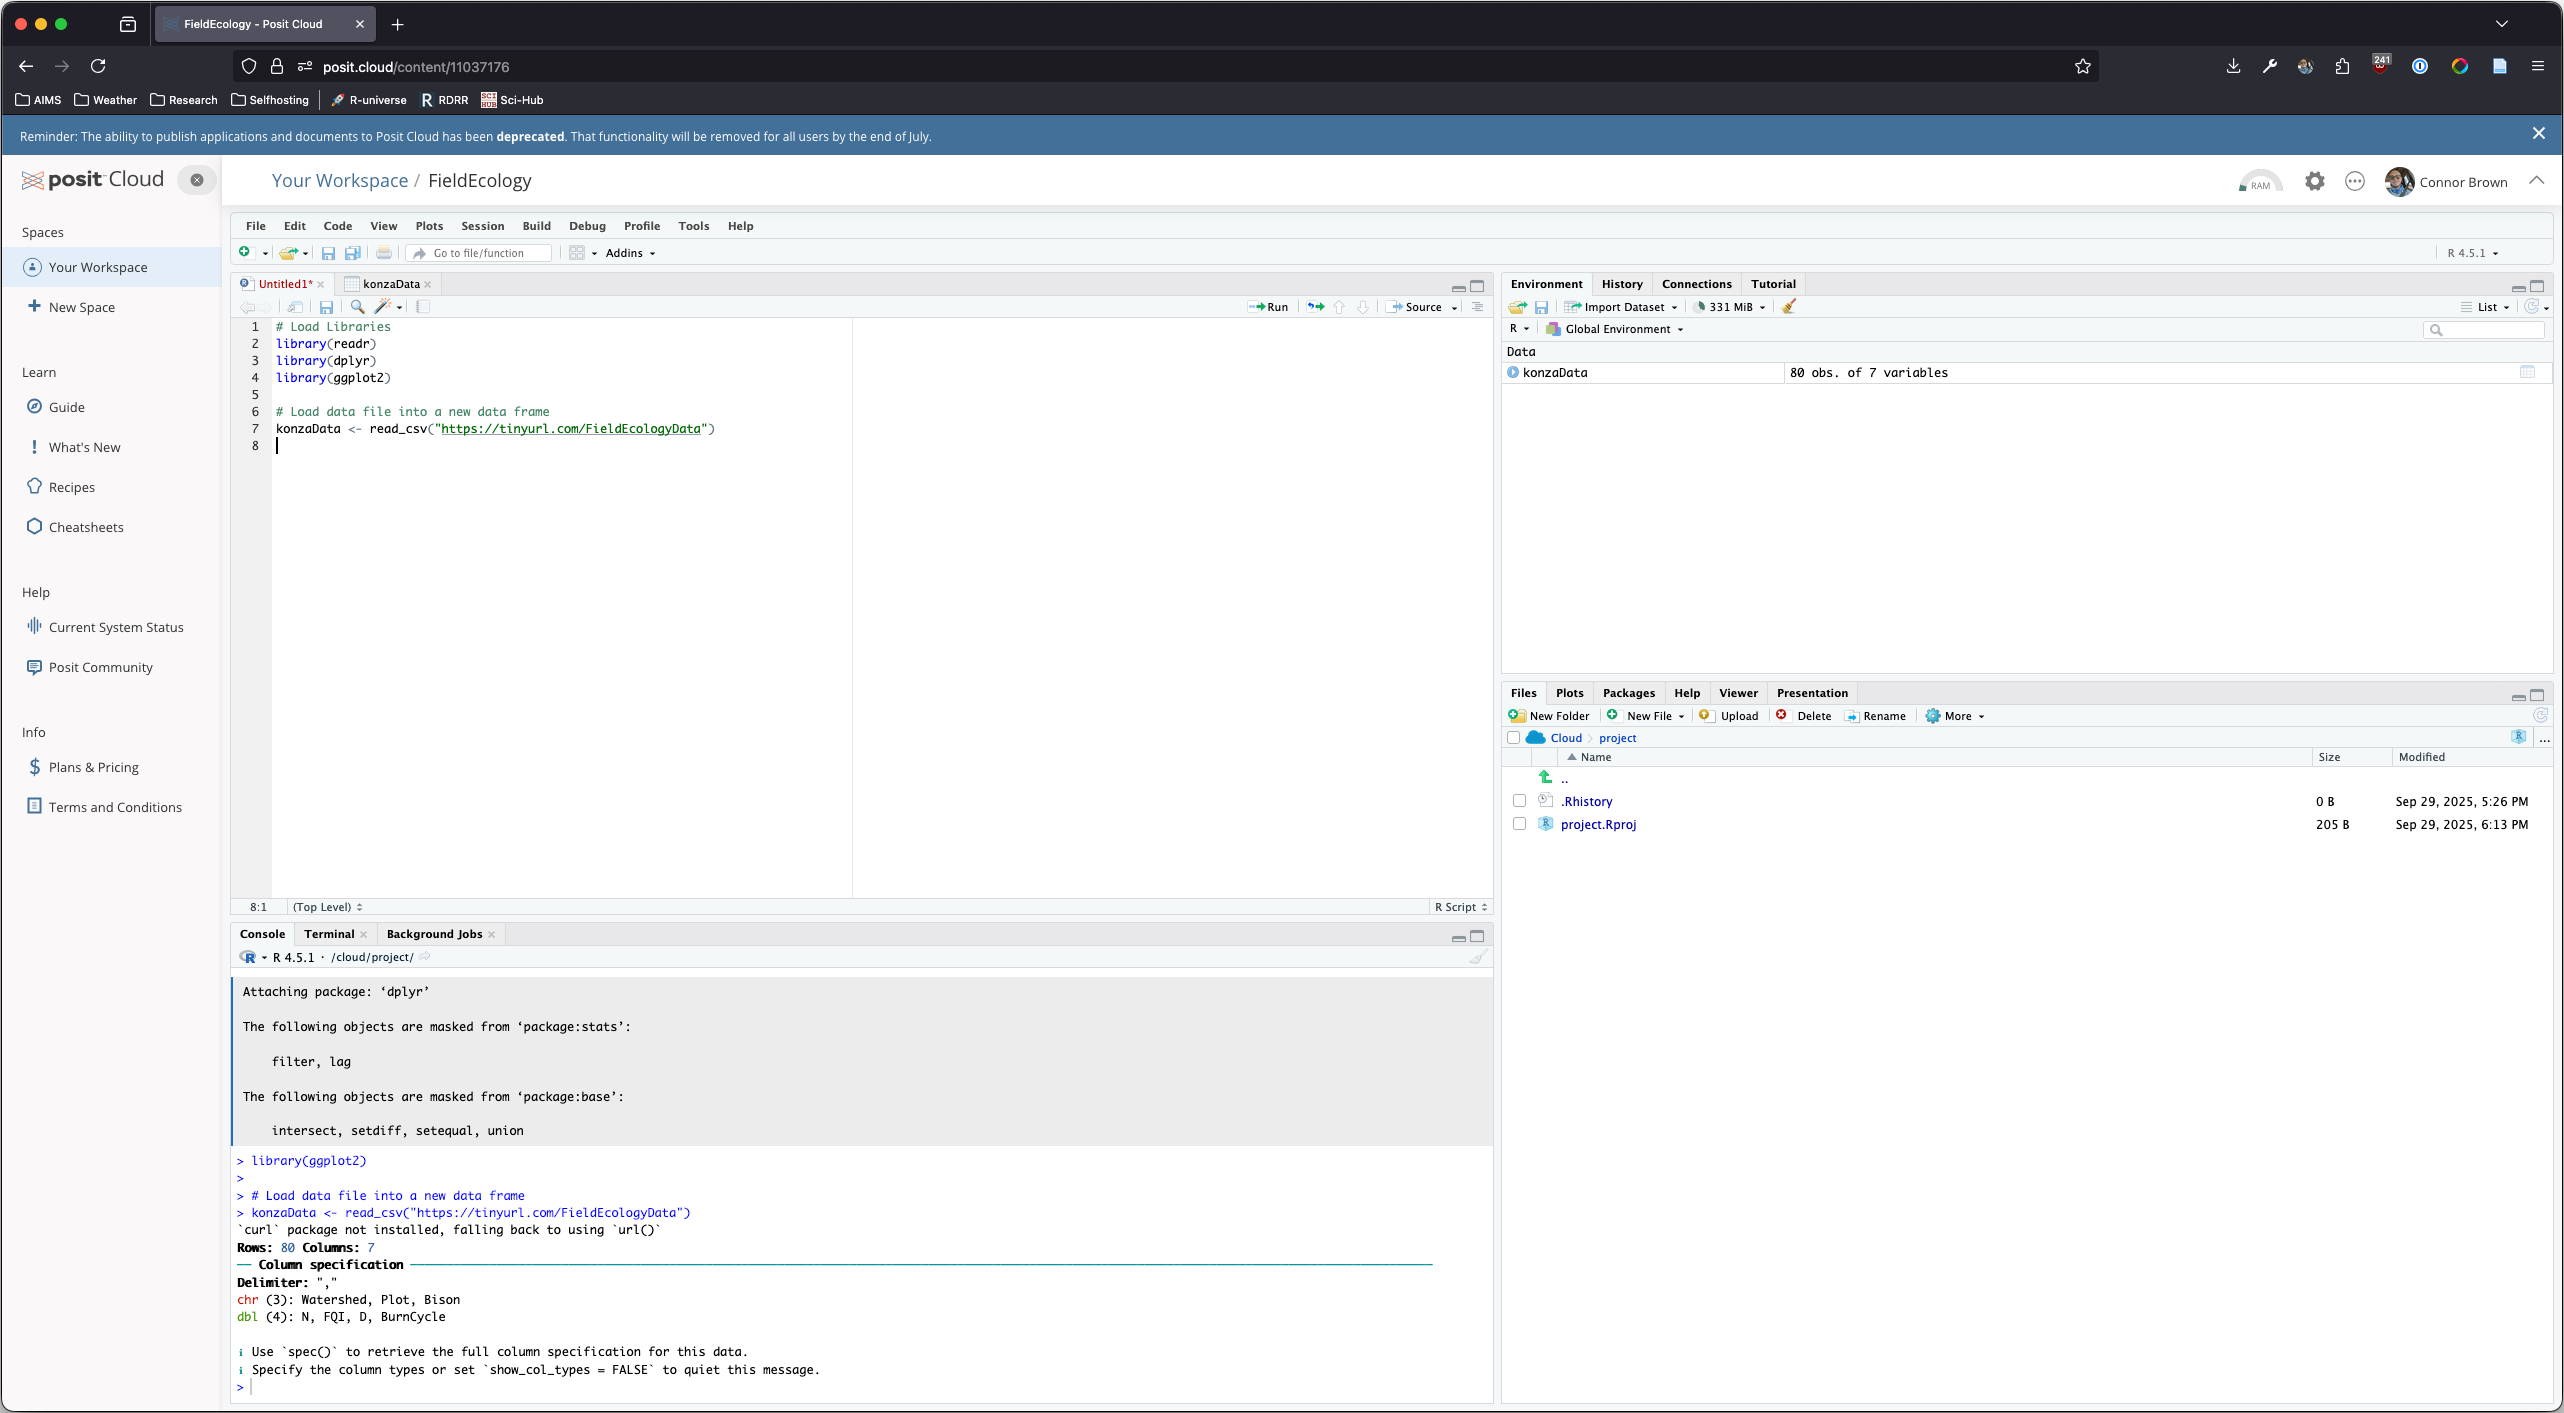 FieldEcology - Posit Cloud
posit.cloud/content/11037176
241
AIMS Weather Research Selfhosting R-universe RDRR Sci-Hub
Reminder: The ability to publish applications and documents to Posit Cloud has been deprecated. That functionality will be removed for all users by the end of July.
posit Cloud
Your Workspace / FieldEcology
RAM
Connor Brown
Spaces
Your Workspace
New Space
Learn
Guide
What's New
Recipes
Cheatsheets
Help
Current System Status
Posit Community
Info
Plans & Pricing
Terms and Conditions
File Edit Code View Plots Session Build Debug Profile Tools Help
Go to file/function Addins R 4.5.1
Untitled1* konzaData
Run Source
1 # Load Libraries
2 library(readr)
3 library(dplyr)
4 library(ggplot2)
5
6 # Load data file into a new data frame
7 konzaData <- read_csv("https://tinyurl.com/FieldEcologyData")
8
8:1 (Top Level) R Script
Console Terminal Background Jobs
R 4.5.1 · /cloud/project/
Attaching package: ‘dplyr’
The following objects are masked from ‘package:stats’:
filter, lag
The following objects are masked from ‘package:base’:
intersect, setdiff, setequal, union
> library(ggplot2)
>
> # Load data file into a new data frame
> konzaData <- read_csv("https://tinyurl.com/FieldEcologyData")
`curl` package not installed, falling back to using `url()`
Rows: 80 Columns: 7
── Column specification ──
Delimiter: ","
chr (3): Watershed, Plot, Bison
dbl (4): N, FQI, D, BurnCycle
ℹ Use `spec()` to retrieve the full column specification for this data.
ℹ Specify the column types or set `show_col_types = FALSE` to quiet this message.
>
Environment History Connections Tutorial
Import Dataset 331 MiB List
R Global Environment
Data
konzaData 80 obs. of 7 variables
Files Plots Packages Help Viewer Presentation
New Folder New File Upload Delete Rename More
Cloud project ...
Name Size Modified
..
.Rhistory 0 B Sep 29, 2025, 5:26 PM
project.Rproj 205 B Sep 29, 2025, 6:13 PM